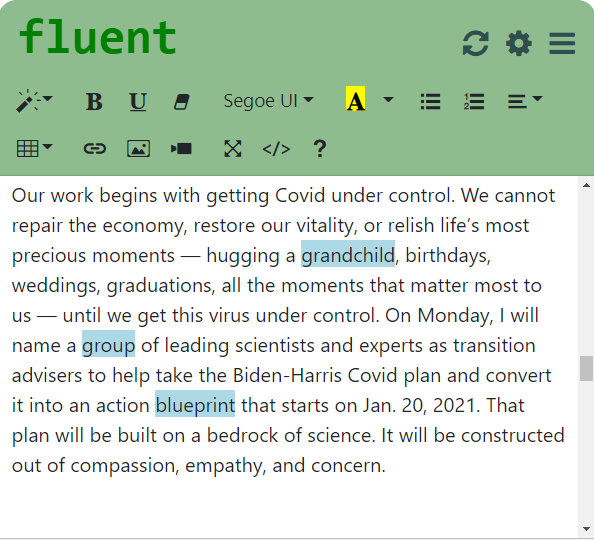 fluent
B U Segoe UI A
</> ?
Our work begins with getting Covid under control. We cannot
repair the economy, restore our vitality, or relish life’s most
precious moments — hugging a grandchild, birthdays,
weddings, graduations, all the moments that matter most to
us — until we get this virus under control. On Monday, I will
name a group of leading scientists and experts as transition
advisers to help take the Biden-Harris Covid plan and convert
it into an action blueprint that starts on Jan. 20, 2021. That
plan will be built on a bedrock of science. It will be constructed
out of compassion, empathy, and concern.